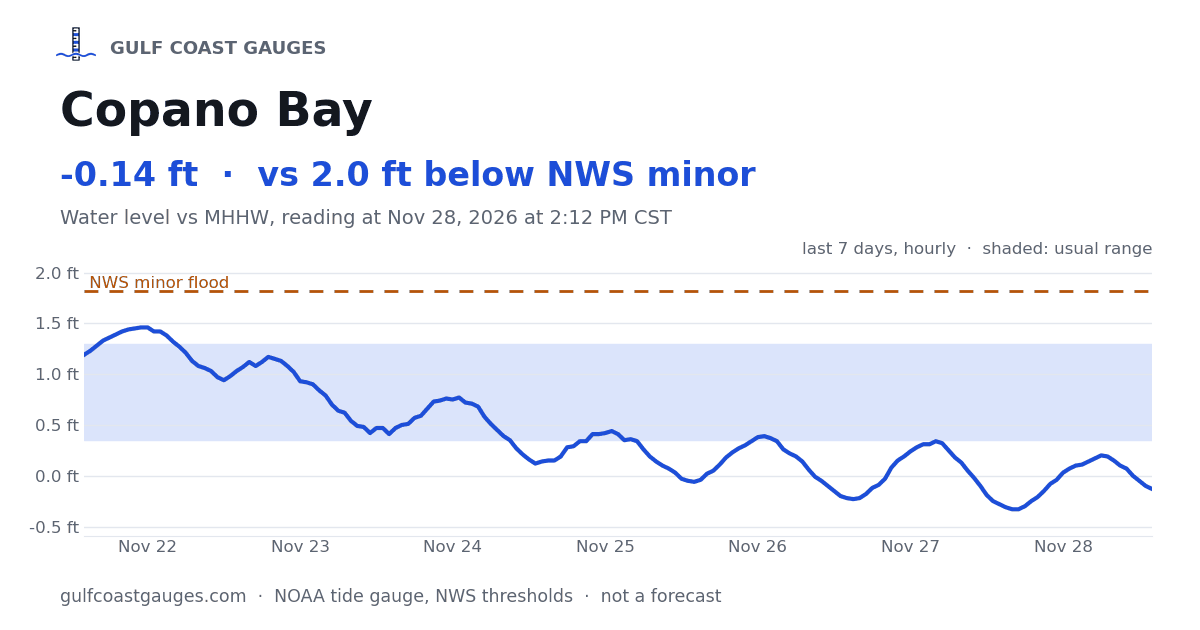 GULF COAST GAUGES
Copano Bay
-0.14 ft · vs 2.0 ft below NWS minor
Water level vs MHHW, reading at Nov 28, 2026 at 2:12 PM CST
last 7 days, hourly · shaded: usual range
2.0 ft
NWS minor flood
1.5 ft
1.0 ft
0.5 ft
0.0 ft
-0.5 ft
Nov 22 Nov 23 Nov 24 Nov 25 Nov 26 Nov 27 Nov 28
gulfcoastgauges.com · NOAA tide gauge, NWS thresholds · not a forecast